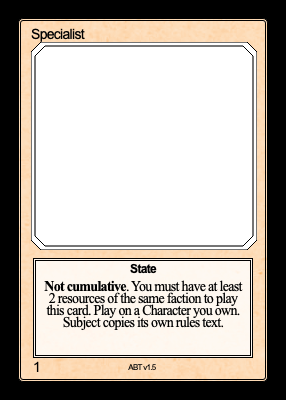 Specialist
State
Not cumulative. You must have at least
2 resources of the same faction to play
this card. Play on a Character you own.
Subject copies its own rules text.
1
ABT v1.5